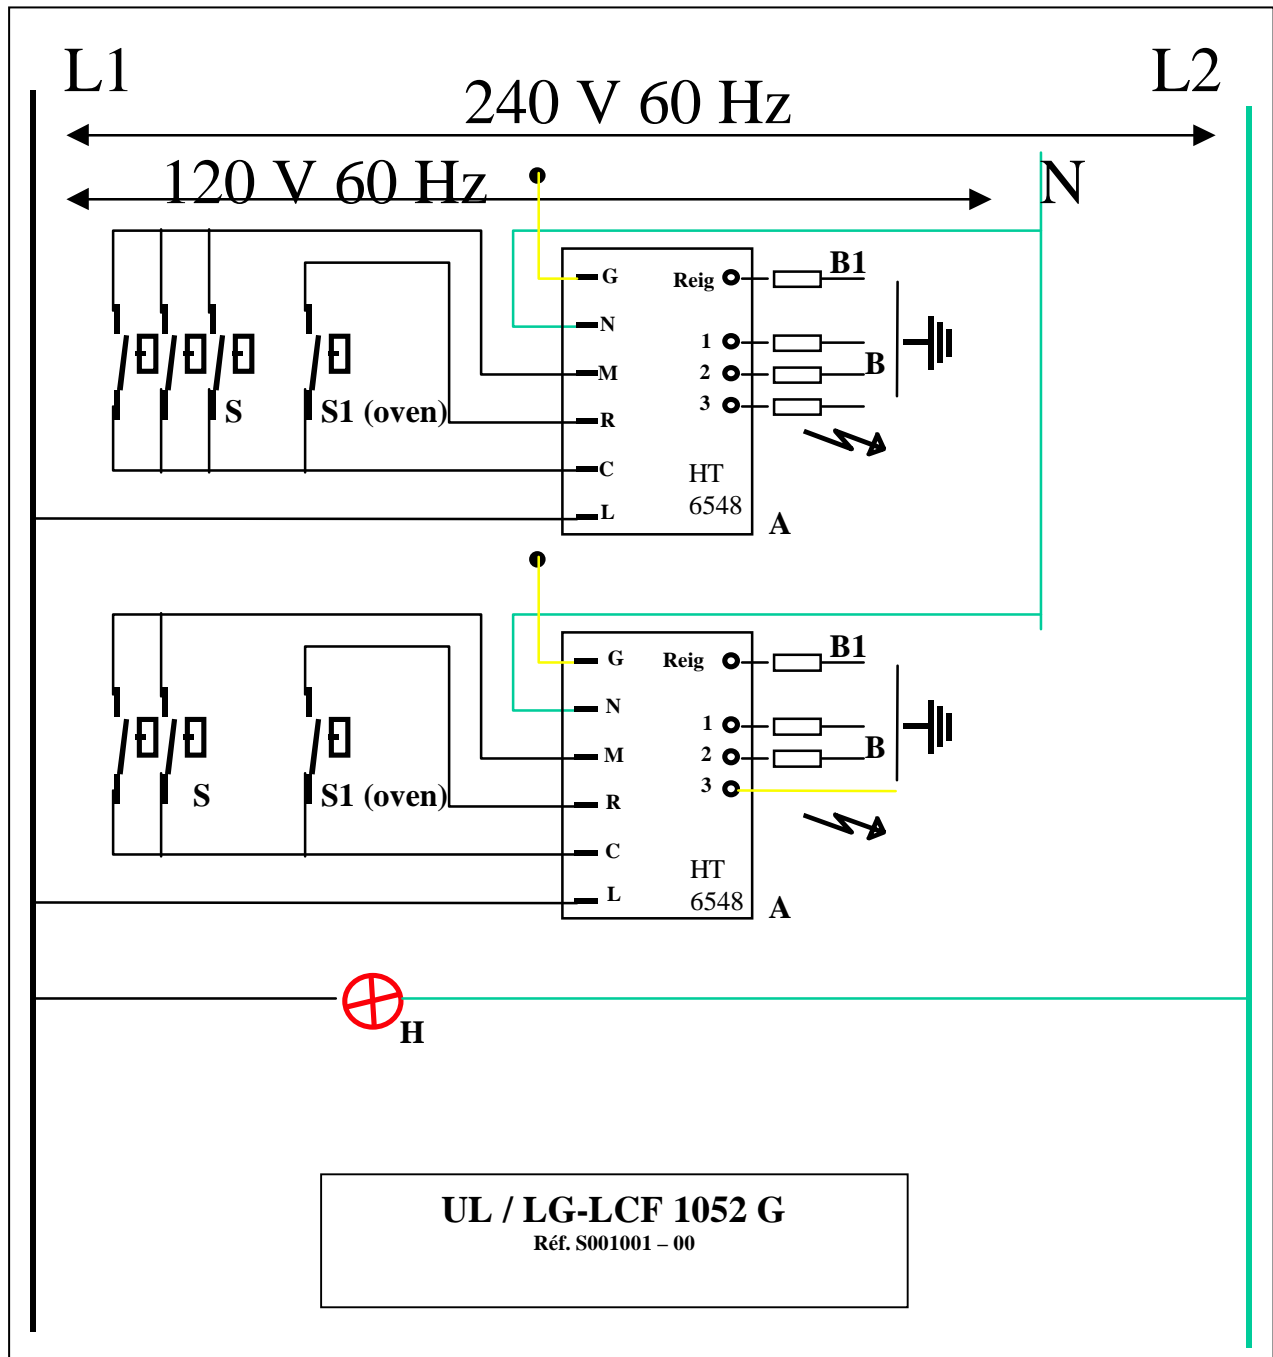 L1
L2
240 V 60 Hz
120 V 60 Hz
N
G
Reig
B1
N
1
M
2
B
S
S1 (oven)
R
3
C
HT
6548
L
A
G
Reig
B1
N
1
M
2
B
S
S1 (oven)
R
3
C
HT
6548
L
A
H
UL / LG-LCF 1052 G
Réf. S001001 – 00